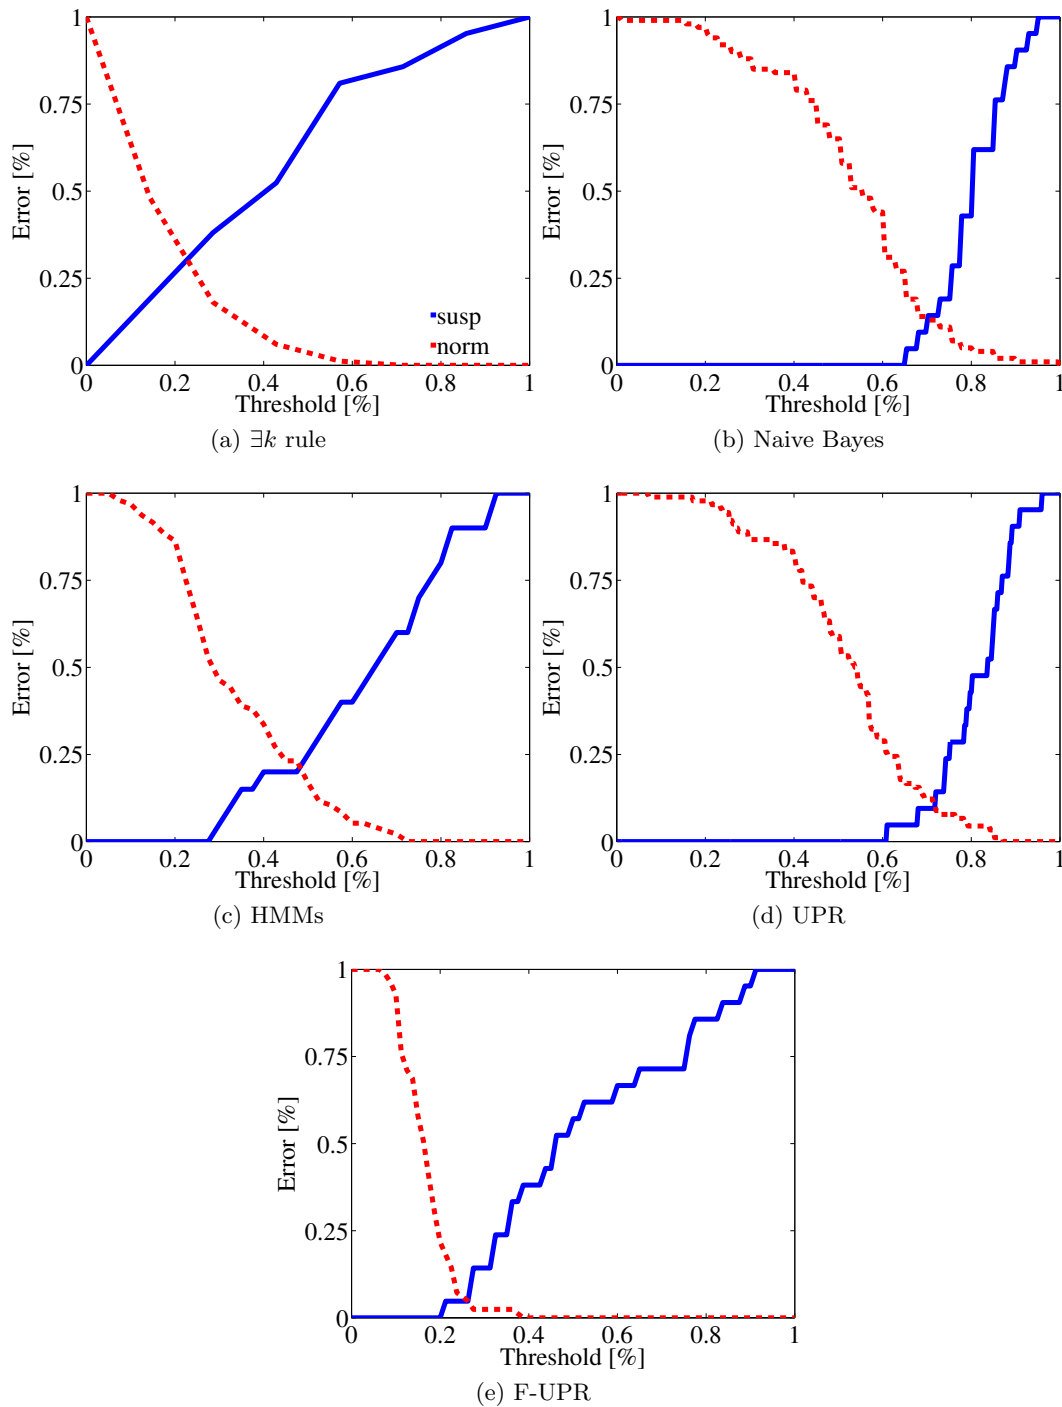 1
0.75
0.5
0.25
0
Error [%]
susp
norm
0 0.2 0.4 0.6 0.8 1
Threshold [%]
(a) ∃k rule
1
0.75
0.5
0.25
0
Error [%]
0 0.2 0.4 0.6 0.8 1
Threshold [%]
(b) Naive Bayes
1
0.75
0.5
0.25
0
Error [%]
0 0.2 0.4 0.6 0.8 1
Threshold [%]
(c) HMMs
1
0.75
0.5
0.25
0
Error [%]
0 0.2 0.4 0.6 0.8 1
Threshold [%]
(d) UPR
1
0.75
0.5
0.25
0
Error [%]
0 0.2 0.4 0.6 0.8 1
Threshold [%]
(e) F-UPR